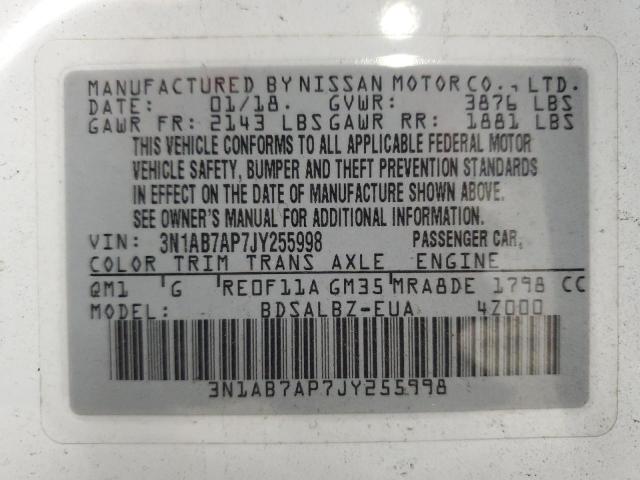 MANUFACTURED BY NISSAN MOTOR CO., LTD.
DATE: 01/18. GVWR: 3876 LBS
GAWR FR: 2143 LBS GAWR RR: 1881 LBS
THIS VEHICLE CONFORMS TO ALL APPLICABLE FEDERAL MOTOR
VEHICLE SAFETY, BUMPER AND THEFT PREVENTION STANDARDS
IN EFFECT ON THE DATE OF MANUFACTURE SHOWN ABOVE.
SEE OWNER'S MANUAL FOR ADDITIONAL INFORMATION.
VIN: 3N1AB7AP7JY255998 PASSENGER CAR,
COLOR TRIM TRANS AXLE ENGINE
QM1 G RE0F11A GM35 MRA8DE 1798 CC
MODEL: BDSALBZ-EUA 4Z000
3N1AB7AP7JY255998